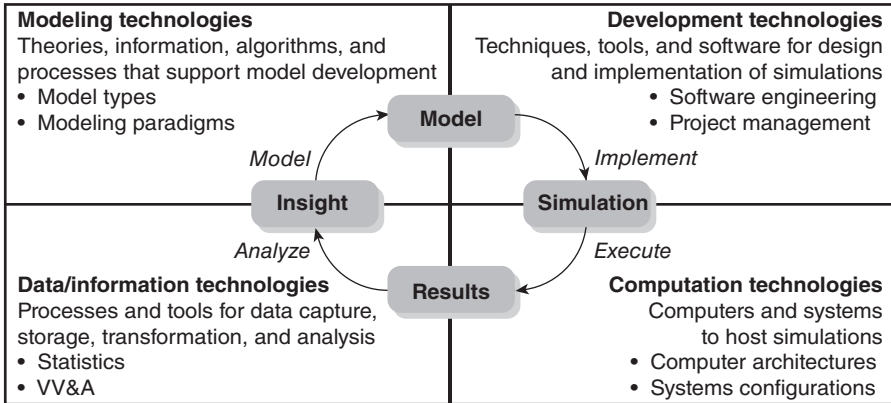 Modeling technologies
Theories, information, algorithms, and
processes that support model development
• Model types
• Modeling paradigms
Development technologies
Techniques, tools, and software for design
and implementation of simulations
• Software engineering
• Project management
Model
Model
Implement
Insight
Simulation
Analyze
Execute
Results
Data/information technologies
Processes and tools for data capture,
storage, transformation, and analysis
• Statistics
• VV&A
Computation technologies
Computers and systems
to host simulations
• Computer architectures
• Systems configurations